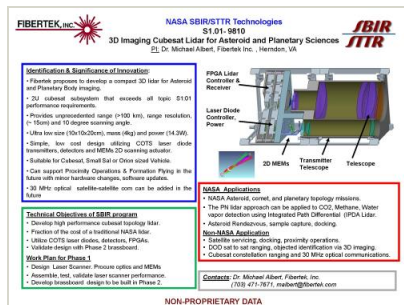 FIBERTEK, INC.
NASA SBIR/STTR Technologies
S1.01- 9810
3D Imaging Cubesat Lidar for Asteroid and Planetary Sciences
PI: Dr. Michael Albert, Fibertek Inc. , Herndon, VA
SBIR
STTR
Identification & Significance of Innovation:
• Fibertek proposes to develop a compact 3D lidar for Asteroid
and Planetary Body imaging.
• 2U cubesat subsystem that exceeds all topic S1.01
performance requirements.
• Provides unprecedented range (>100 km), range resolution,
(~ 15cm) and 10 degree scanning angle.
• Ultra low size (10x10x20cm), mass (4kg) and power (14.3W).
• Simple, low cost design utilizing COTS laser diode
transmitters, detectors and MEMs 2D scanning actuator.
• Suitable for Cubesat, Small Sat or Orion sized Vehicle.
• Can support Proximity Operations & Formation Flying in the
future with minor hardware changes, software updates.
• 30 MHz optical satellite-satellite com can be added in the
future
FPGA Lidar
Controller &
Receiver
Laser Diode
Controller,
Power
2D MEMs
Transmitter
Telescope
Telescope
Technical Objectives of SBIR program
• Develop high performance cubesat topology lidar.
• Fraction of the cost of a traditional NASA lidar.
• Utilize COTS laser diodes, detectors, FPGAs.
• Validate design with Phase 2 brassboard.
Work Plan for Phase 1
• Design Laser Scanner. Procure optics and MEMs
• Assemble, test, validate laser scanner performance.
• Develop brassboard design to be built in Phase 2.
NASA Applications
• NASA Asteroid, comet, and planetary topology missions.
• The PN lidar approach can be applied to CO2, Methane, Water
vapor detection using Integrated Path Differential (IPDA Lidar.
• Asteroid Rendezvous, sample capture, docking.
Non-NASA Application
• Satellite servicing, docking, proximity operations.
• DOD sat to sat ranging, objected identification via 3D imaging.
• Cubesat constellation ranging and 30 MHz optical communications.
Contacts: Dr. Michael Albert, Fibertek, Inc.
(703) 471-7671, malbert@fibertek.com
NON-PROPRIETARY DATA